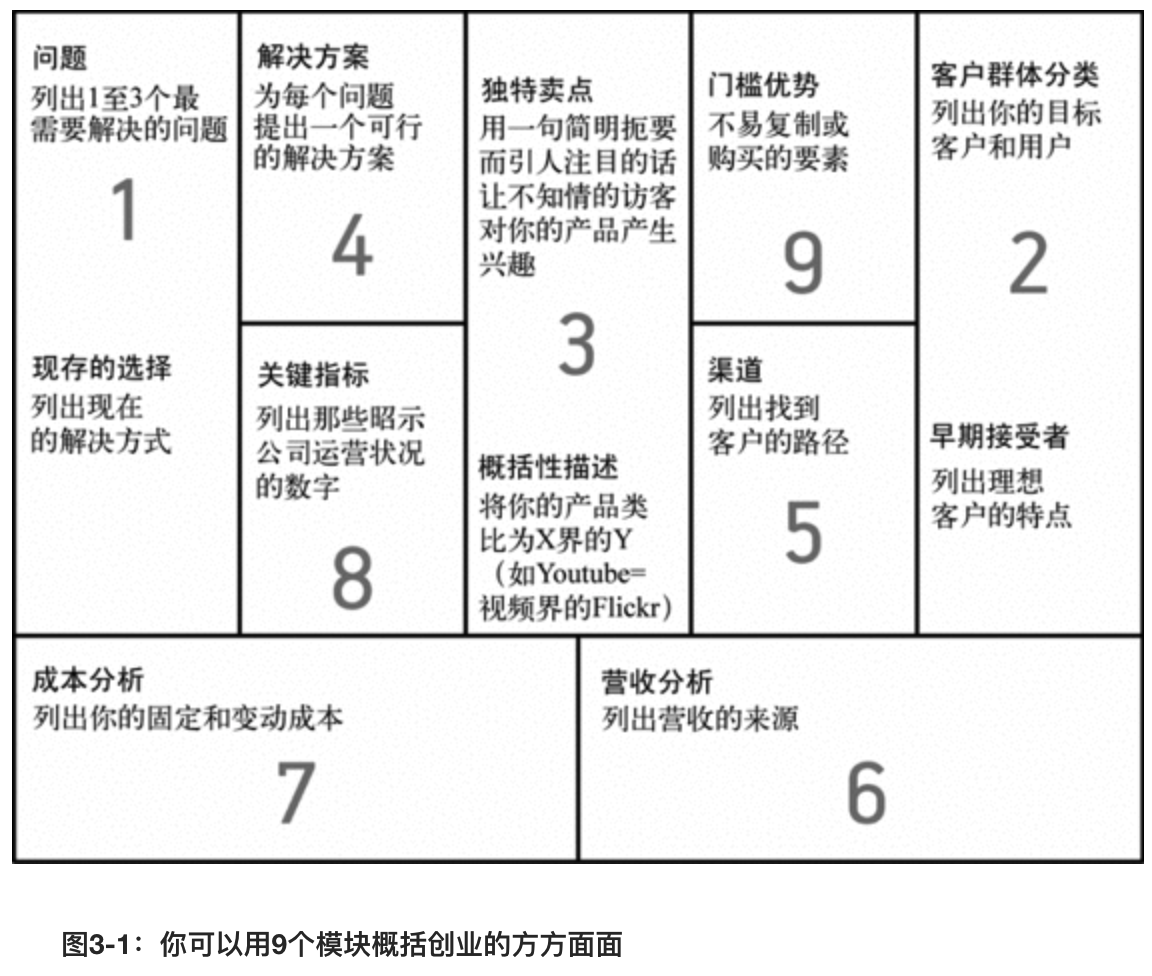 问题
列出1至3个最
需要解决的问题
1
现存的选择
列出现在
的解决方式
解决方案
为每个问题
提出一个可行
的解决方案
4
关键指标
列出那些昭示
公司运营状况
的数字
8
独特卖点
用一句简明扼要
而引人注目的话
让不知情的访客
对你的产品产生
兴趣
3
概括性描述
将你的产品类
比为X界的Y
（如Youtube=
视频界的Flickr）
门槛优势
不易复制或
购买的要素
9
渠道
列出找到
客户的路径
5
客户群体分类
列出你的目标
客户和用户
2
早期接受者
列出理想
客户的特点
成本分析
列出你的固定和变动成本
7
营收分析
列出营收的来源
6
图3-1：你可以用9个模块概括创业的方方面面